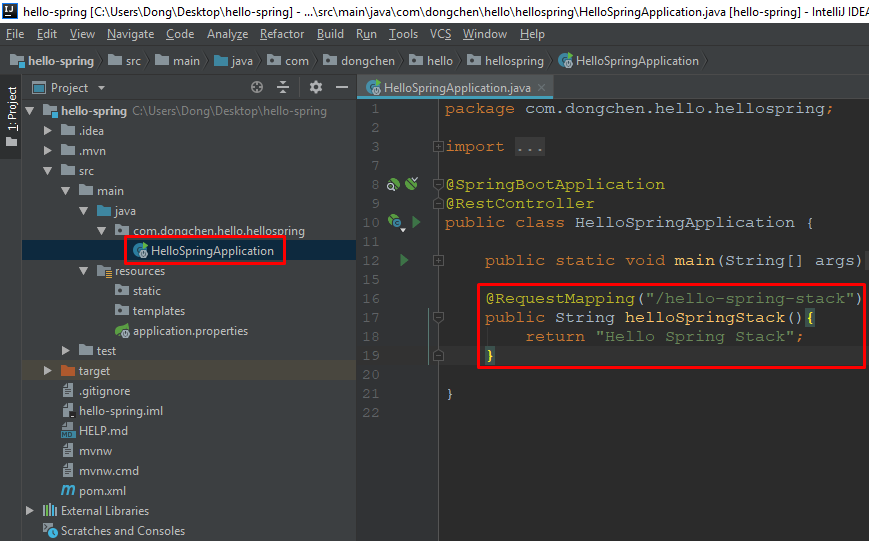 hello-spring [C:\Users\Dong\Desktop\hello-spring] - ...\src\main\java\com\dongchen\hello\hellospring\HelloSpringApplication.java [hello-spring] - IntelliJ IDEA
File Edit View Navigate Code Analyze Refactor Build Run Tools VCS Window Help
hello-spring src main java com dongchen hello hellospring HelloSpringApplication
1: Project
Project
hello-spring C:\Users\Dong\Desktop\hello-spring
.idea
.mvn
src
main
java
com.dongchen.hello.hellospring
HelloSpringApplication
resources
static
templates
application.properties
test
target
.gitignore
hello-spring.iml
HELP.md
mvnw
mvnw.cmd
pom.xml
External Libraries
Scratches and Consoles
HelloSpringApplication.java
1 package com.dongchen.hello.hellospring;
2
3 import ...
7
8 @SpringBootApplication
9 @RestController
10 public class HelloSpringApplication {
11
12 public static void main(String[] args)
15
16 @RequestMapping("/hello-spring-stack")
17 public String helloSpringStack(){
18 return "Hello Spring Stack";
19 }
20
21 }
22